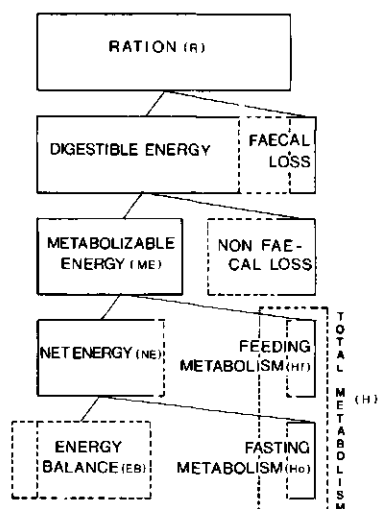 RATION (R)
DIGESTIBLE ENERGY
FAECAL
LOSS
METABOLIZABLE
ENERGY (ME)
NON FAE-
CAL LOSS
NET ENERGY (NE)
FEEDING
METABOLISM (Hf)
ENERGY
BALANCE (EB)
FASTING
METABOLISM (Ho)
TOTAL METABOLISM
(H)